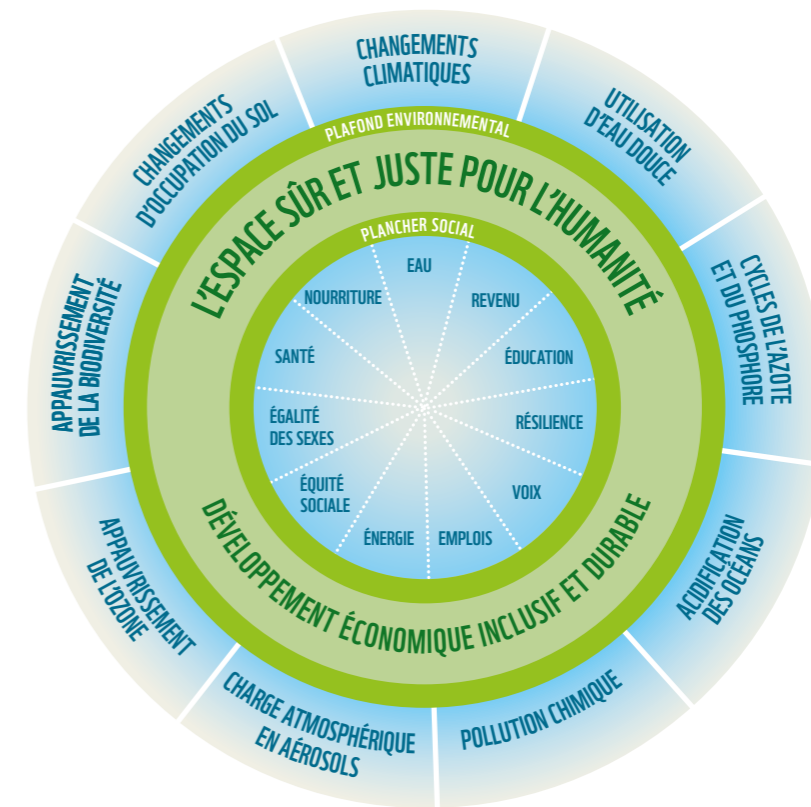 CHANGEMENTS
CLIMATIQUES
UTILISATION
D'EAU DOUCE
CYCLES DE L'AZOTE
ET DU PHOSPHORE
ACIDIFICATION
DES OCÉANS
POLLUTION CHIMIQUE
CHARGE ATMOSPHÉRIQUE
EN AÉROSOLS
APPAUVRISSEMENT
DE L'OZONE
APPAUVRISSEMENT
DE LA BIODIVERSITÉ
CHANGEMENTS
D'OCCUPATION DU SOL
PLAFOND ENVIRONNEMENTAL
L'ESPACE SÛR ET JUSTE POUR L'HUMANITÉ
PLANCHER SOCIAL
EAU
REVENU
ÉDUCATION
RÉSILIENCE
VOIX
EMPLOIS
ÉNERGIE
ÉQUITÉ
SOCIALE
ÉGALITÉ
DES SEXES
SANTÉ
NOURRITURE
DÉVELOPPEMENT ÉCONOMIQUE INCLUSIF ET DURABLE